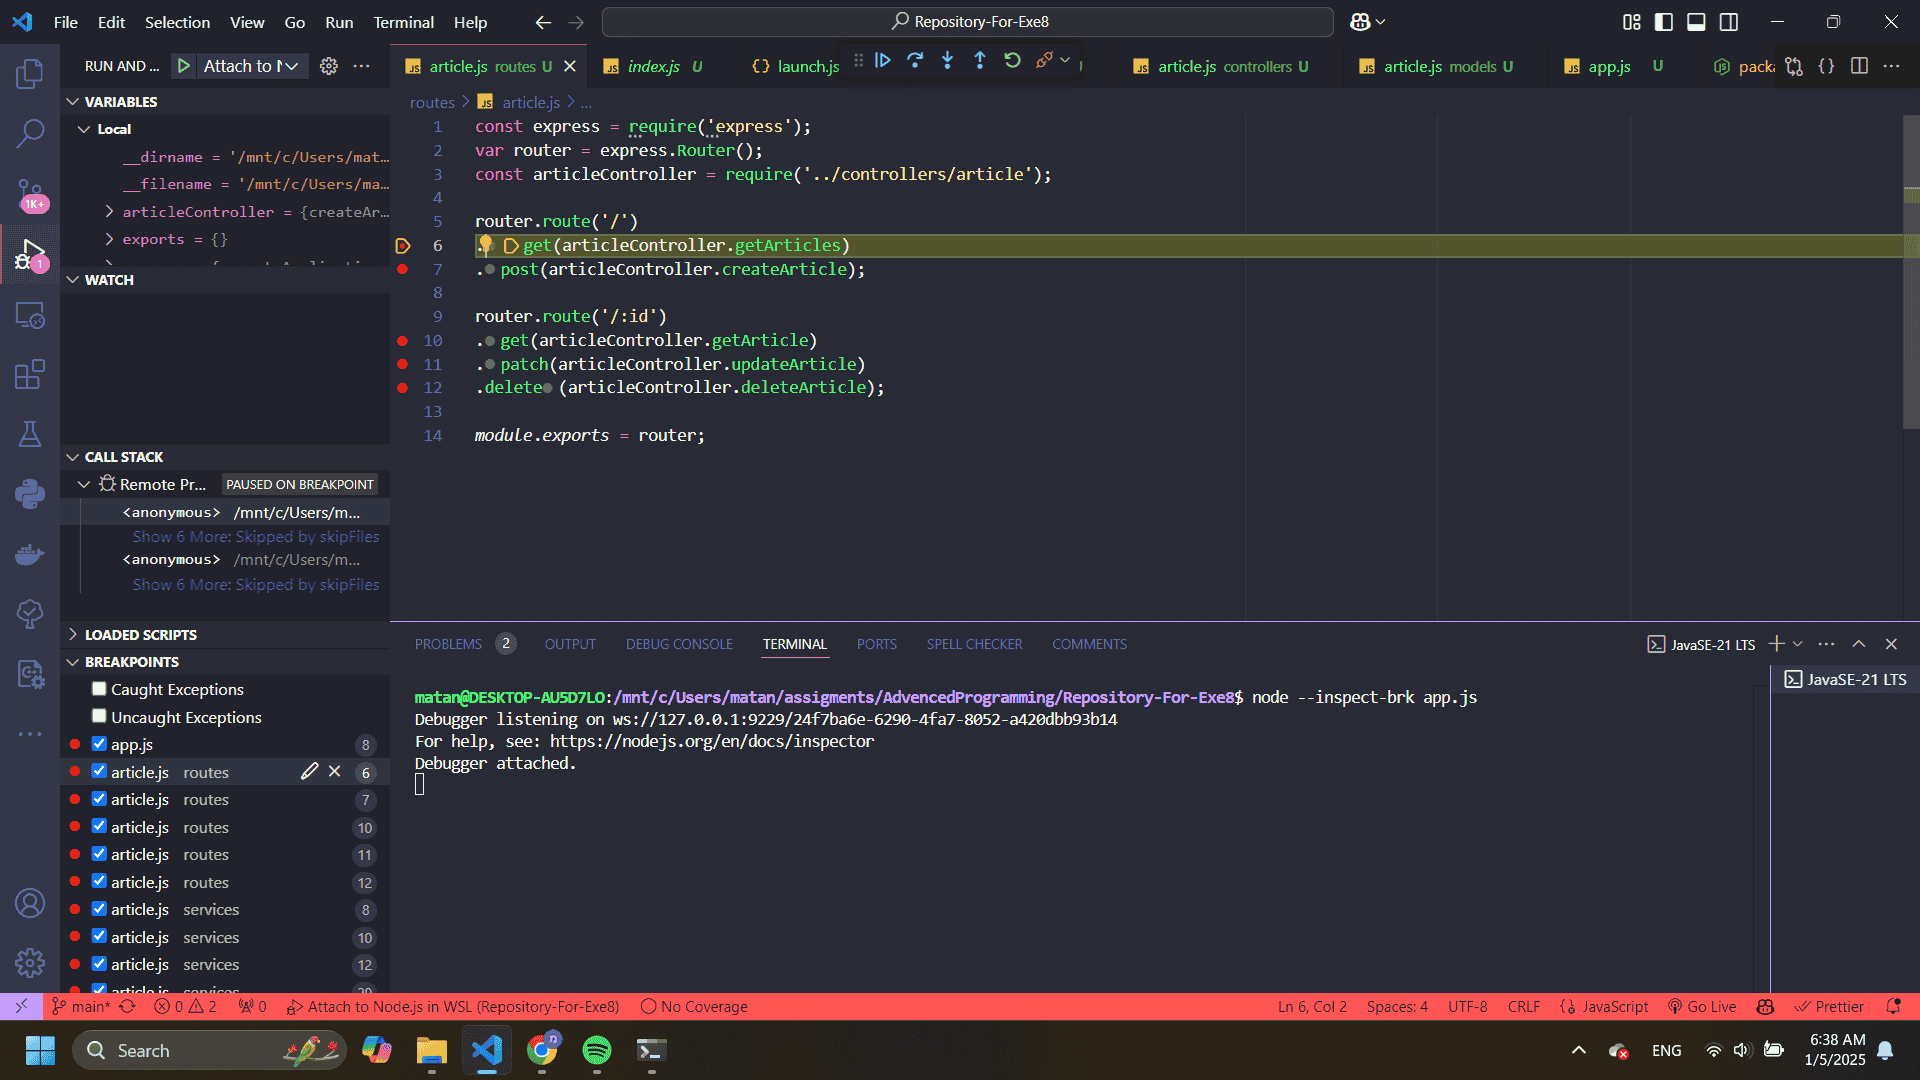 File Edit Selection View Go Run Terminal Help
Repository-For-Exe8
RUN AND ... Attach to N
article.js routes U
index.js U
launch.js
article.js controllers U
article.js models U
app.js U
packa
VARIABLES
Local
__dirname = '/mnt/c/Users/mat...
__filename = '/mnt/c/Users/ma...
articleController = {createAr...
exports = {}
WATCH
CALL STACK
Remote Pr... PAUSED ON BREAKPOINT
<anonymous> /mnt/c/Users/m...
Show 6 More: Skipped by skipFiles
<anonymous> /mnt/c/Users/m...
Show 6 More: Skipped by skipFiles
LOADED SCRIPTS
BREAKPOINTS
Caught Exceptions
Uncaught Exceptions
app.js 8
article.js routes 6
article.js routes 7
article.js routes 10
article.js routes 11
article.js routes 12
article.js services 8
article.js services 10
article.js services 12
article.js services 20
1K+
1
routes > article.js > ...
1 const express = require('express');
2 var router = express.Router();
3 const articleController = require('../controllers/article');
4
5 router.route('/')
6 .get(articleController.getArticles)
7 .post(articleController.createArticle);
8
9 router.route('/:id')
10 .get(articleController.getArticle)
11 .patch(articleController.updateArticle)
12 .delete(articleController.deleteArticle);
13
14 module.exports = router;
PROBLEMS 2 OUTPUT DEBUG CONSOLE TERMINAL PORTS SPELL CHECKER COMMENTS
JavaSE-21 LTS
JavaSE-21 LTS
matan@DESKTOP-AU5D7LO:/mnt/c/Users/matan/assigments/AdvencedProgramming/Repository-For-Exe8$ node --inspect-brk app.js
Debugger listening on ws://127.0.0.1:9229/24f7ba6e-6290-4fa7-8052-a420dbb93b14
For help, see: https://nodejs.org/en/docs/inspector
Debugger attached.
main* 0 2 0 Attach to Node.js in WSL (Repository-For-Exe8) No Coverage
Ln 6, Col 2 Spaces: 4 UTF-8 CRLF JavaScript Go Live Prettier
Search
ENG
6:38 AM
1/5/2025